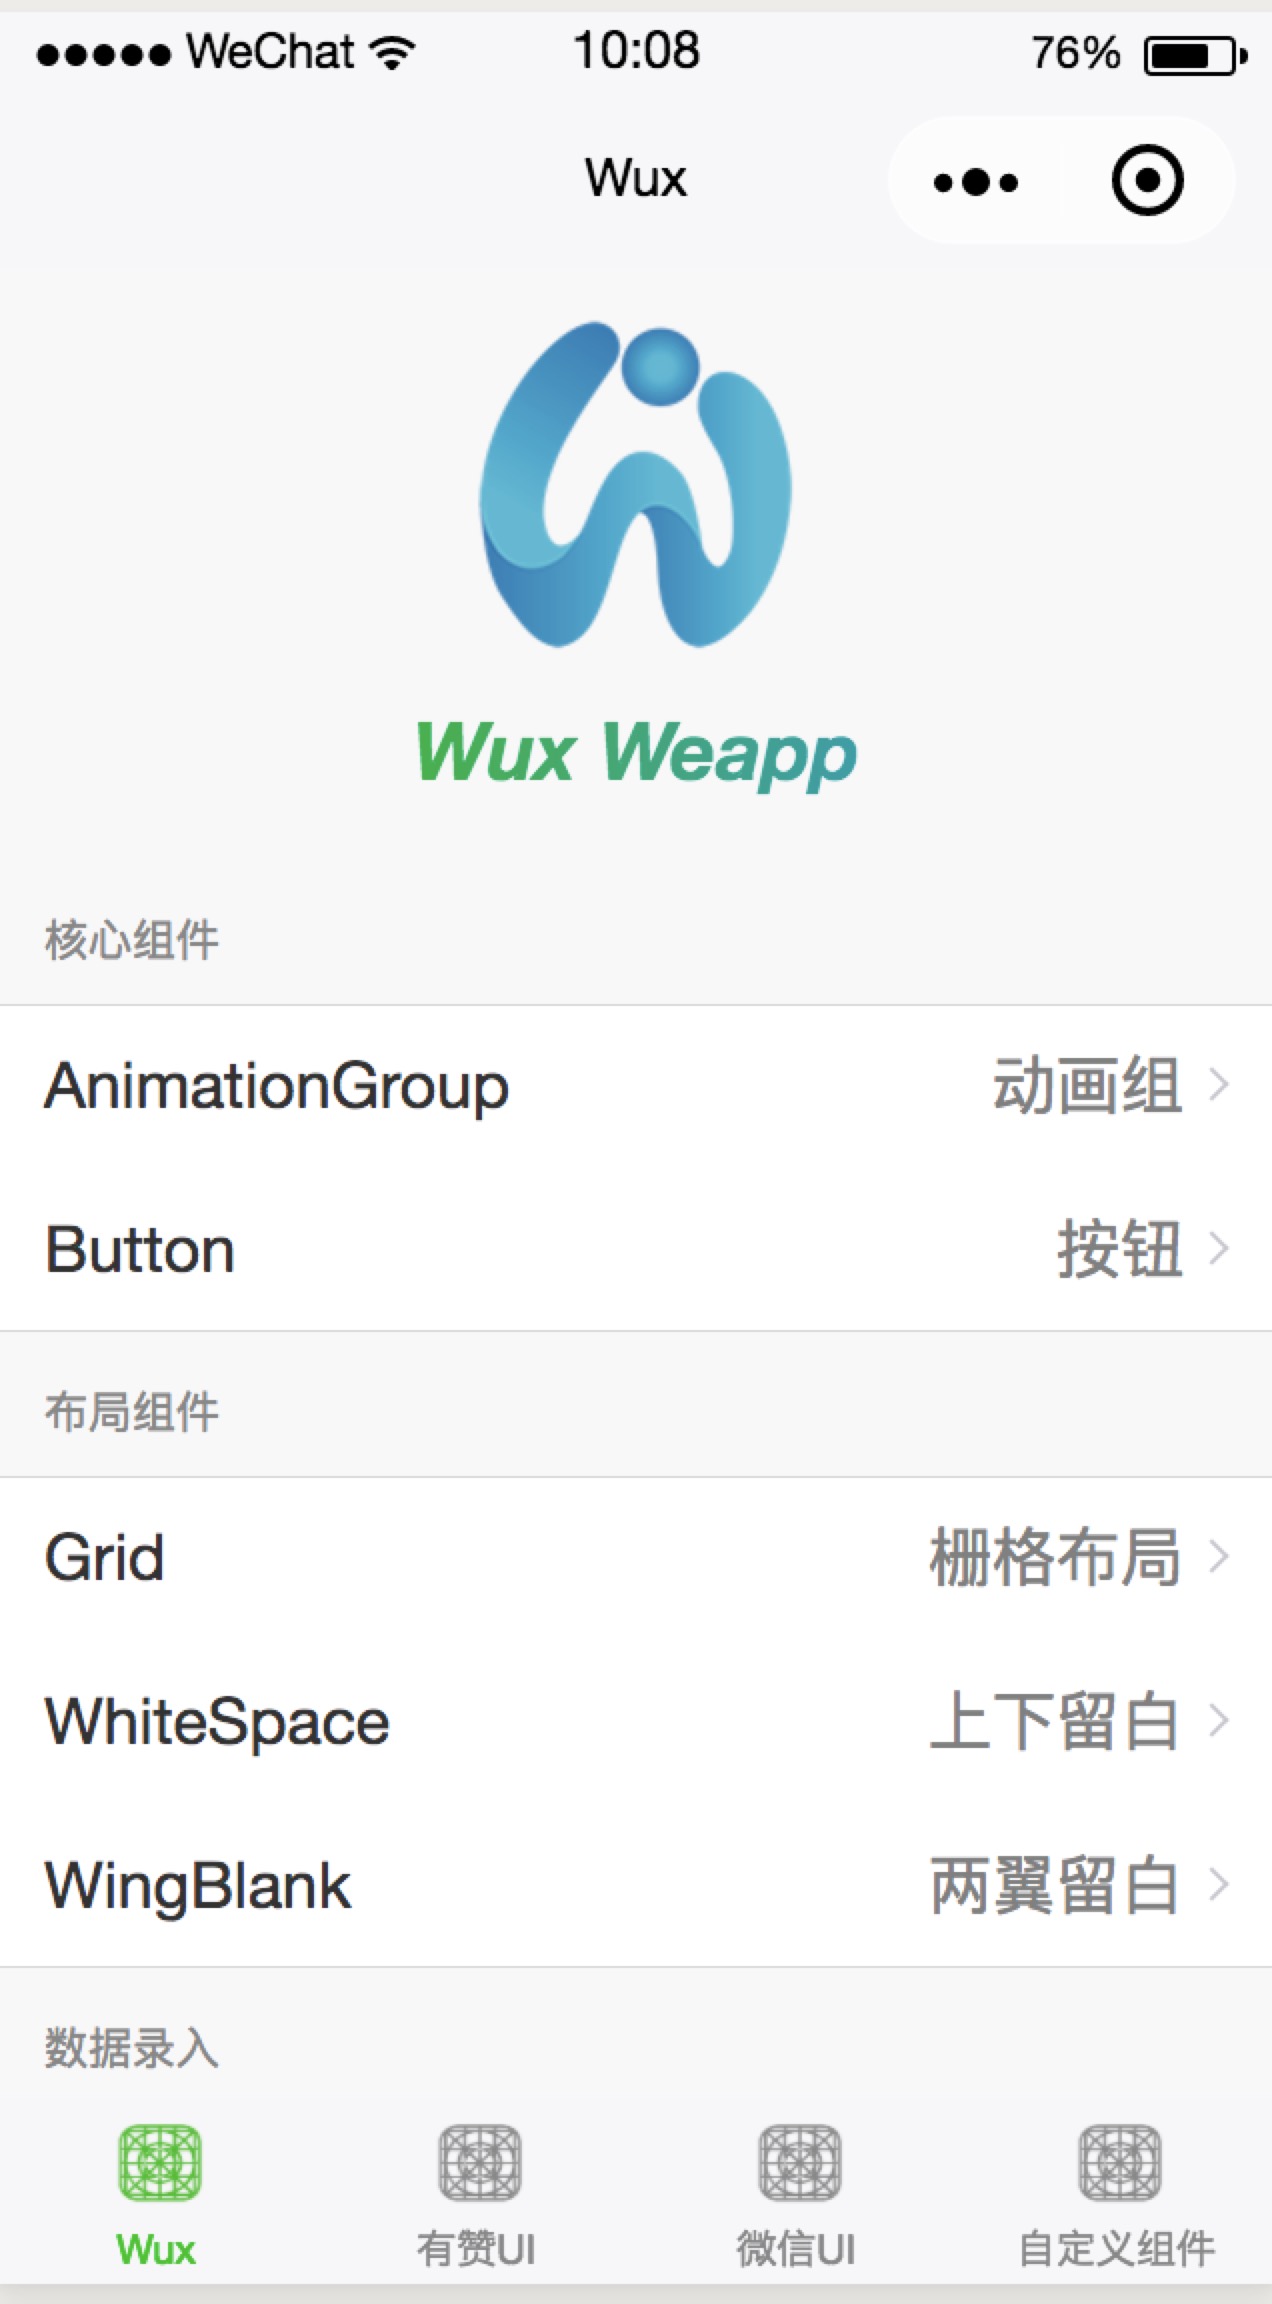 WeChat 10:08 76%
Wux
Wux Weapp
核心组件
AnimationGroup 动画组
Button 按钮
布局组件
Grid 栅格布局
WhiteSpace 上下留白
WingBlank 两翼留白
数据录入
Wux 有赞UI 微信UI 自定义组件